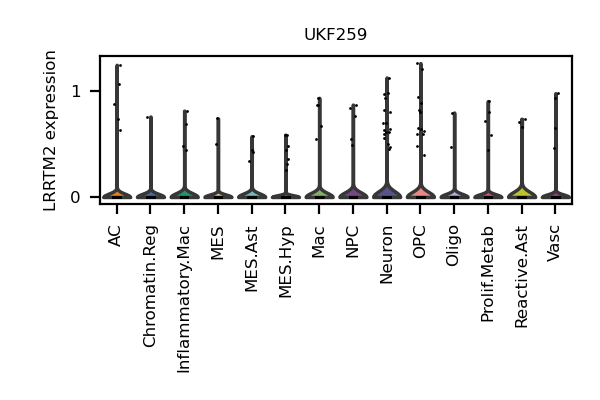 UKF259
LRRTM2 expression
1
0
AC
Chromatin.Reg
Inflammatory.Mac
MES
MES.Ast
MES.Hyp
Mac
NPC
Neuron
OPC
Oligo
Prolif.Metab
Reactive.Ast
Vasc